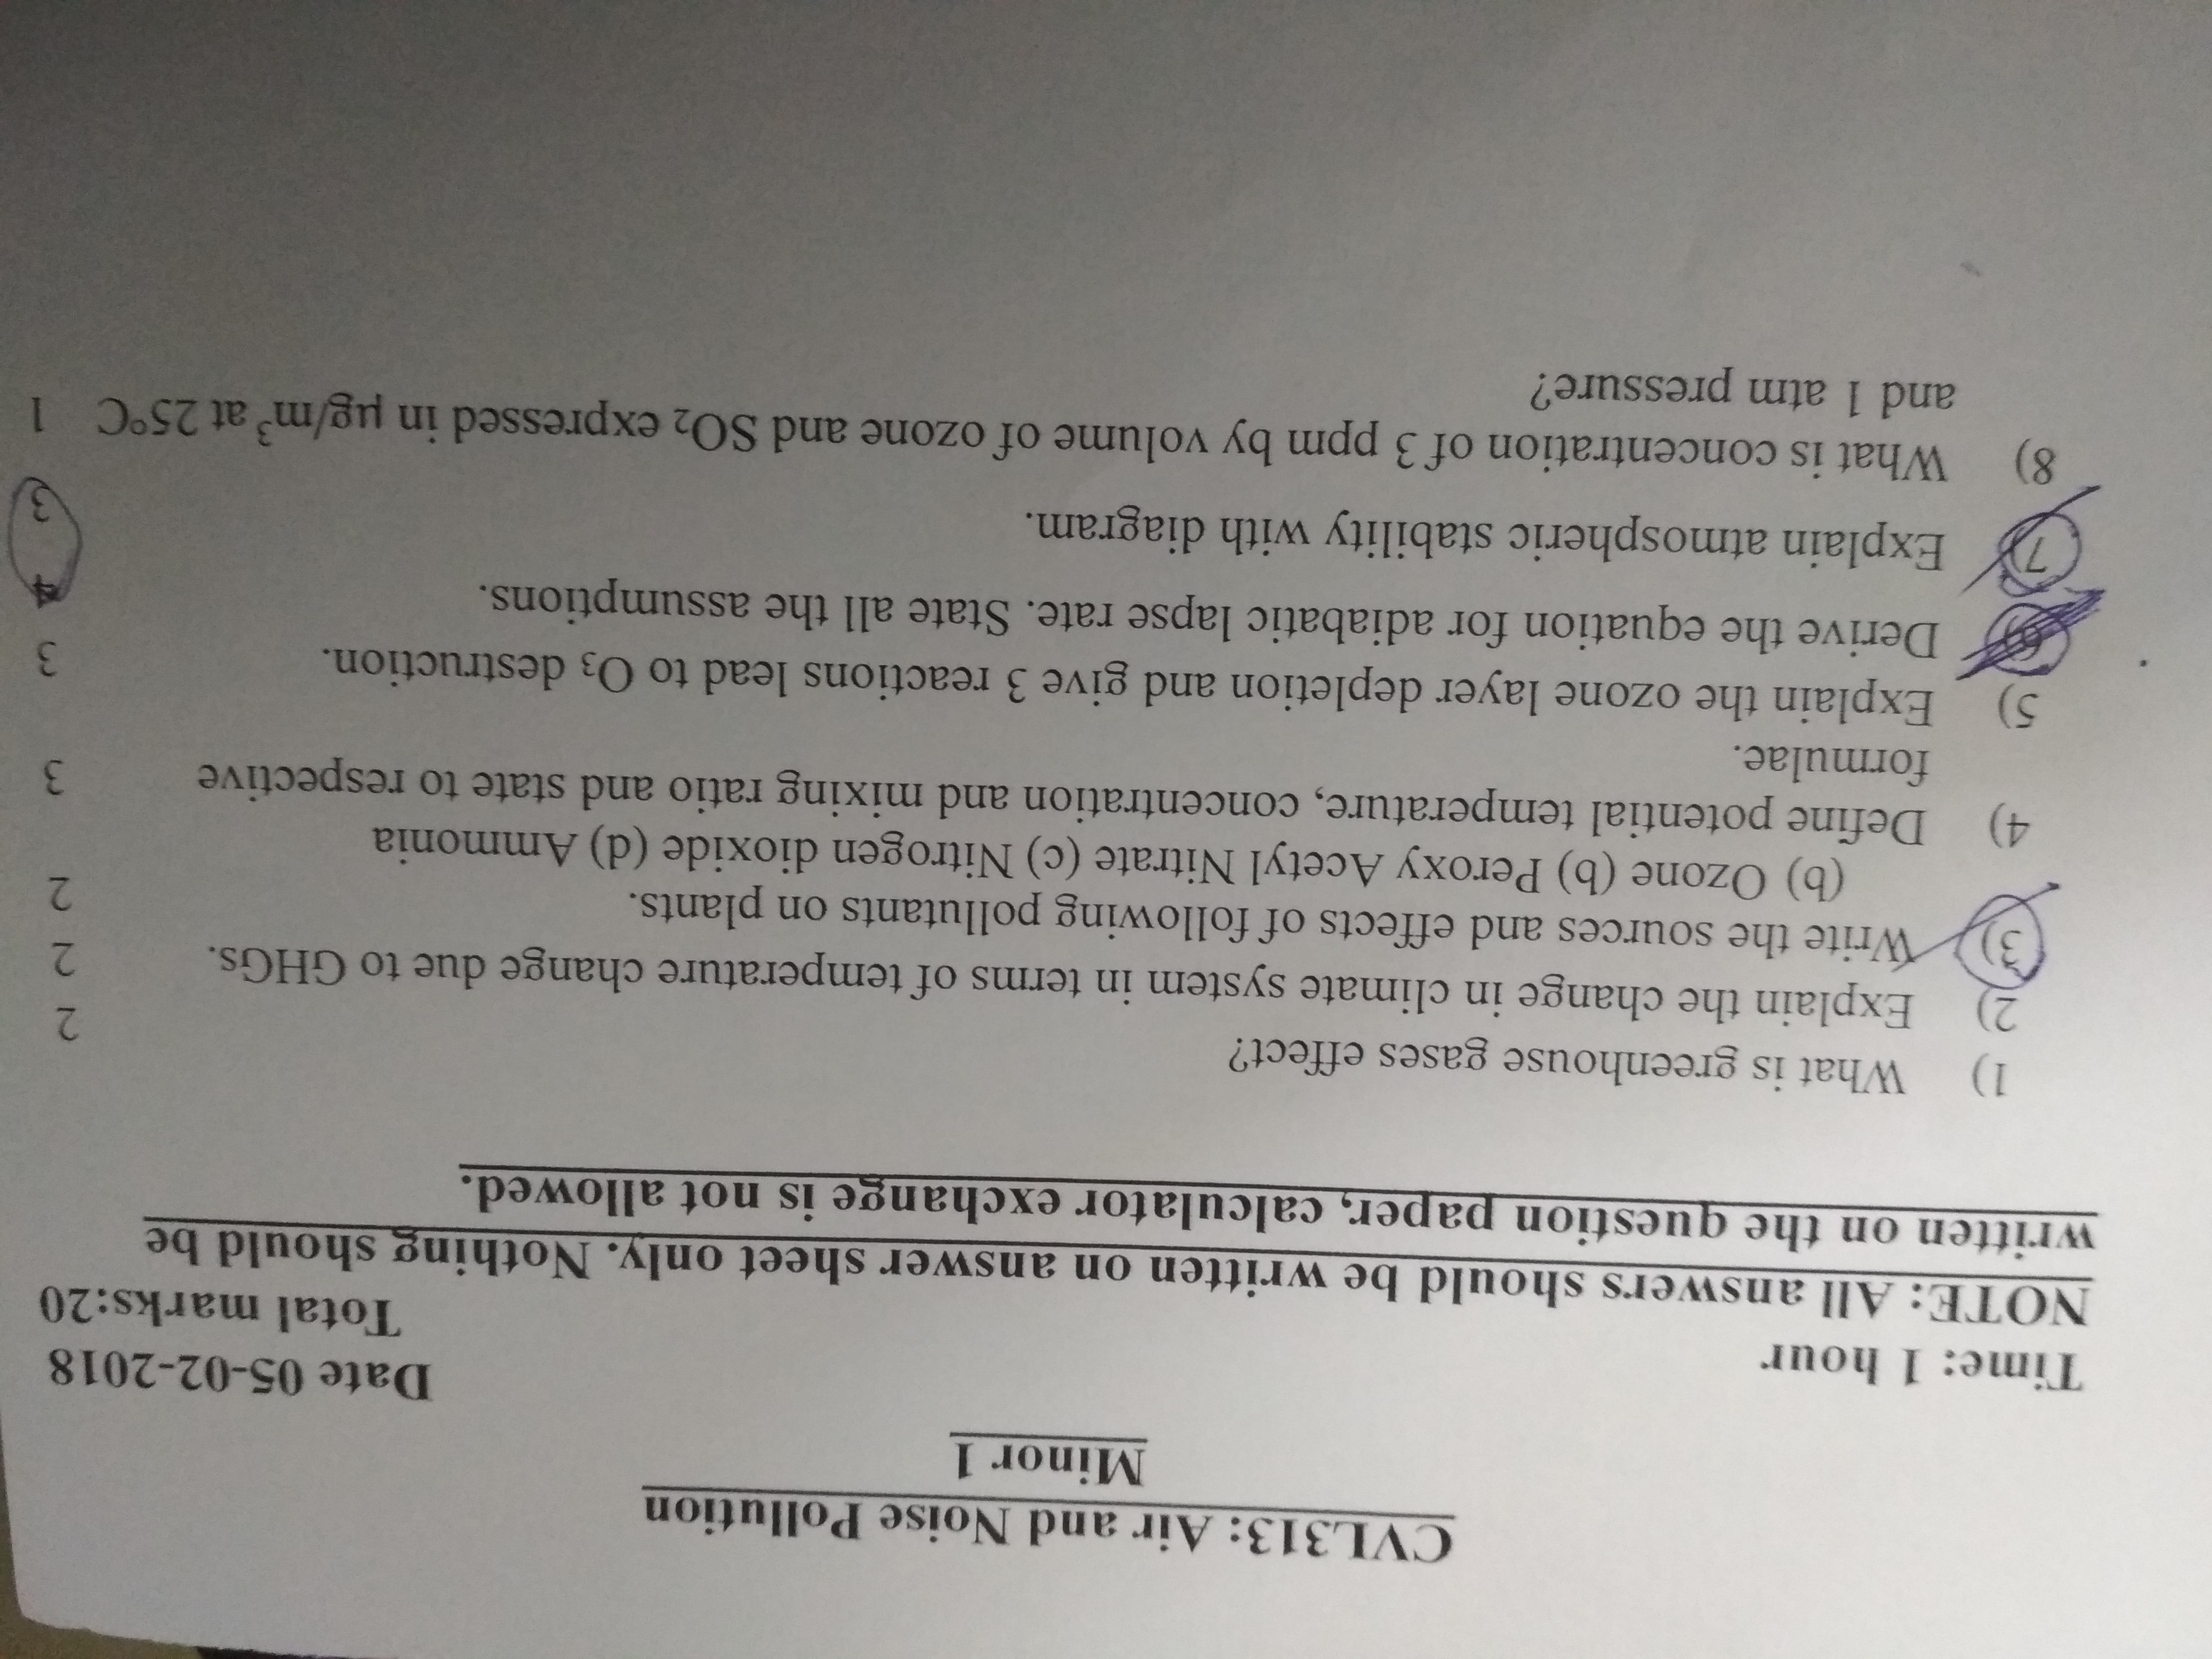 CVL313: Air and Noise Pollution
Minor 1
Time: 1 hour Date 05-02-2018
Total marks:20
NOTE: All answers should be written on answer sheet only. Nothing should be
written on the question paper, calculator exchange is not allowed.
1) What is greenhouse gases effect? 2
2) Explain the change in climate system in terms of temperature change due to GHGs. 2
3) Write the sources and effects of following pollutants on plants. 2
(b) Ozone (b) Peroxy Acetyl Nitrate (c) Nitrogen dioxide (d) Ammonia
4) Define potential temperature, concentration and mixing ratio and state to respective 3
formulae.
5) Explain the ozone layer depletion and give 3 reactions lead to O₃ destruction. 3
6) Derive the equation for adiabatic lapse rate. State all the assumptions. 4
7) Explain atmospheric stability with diagram. 3
8) What is concentration of 3 ppm by volume of ozone and SO₂ expressed in µg/m³ at 25°C 1
and 1 atm pressure?